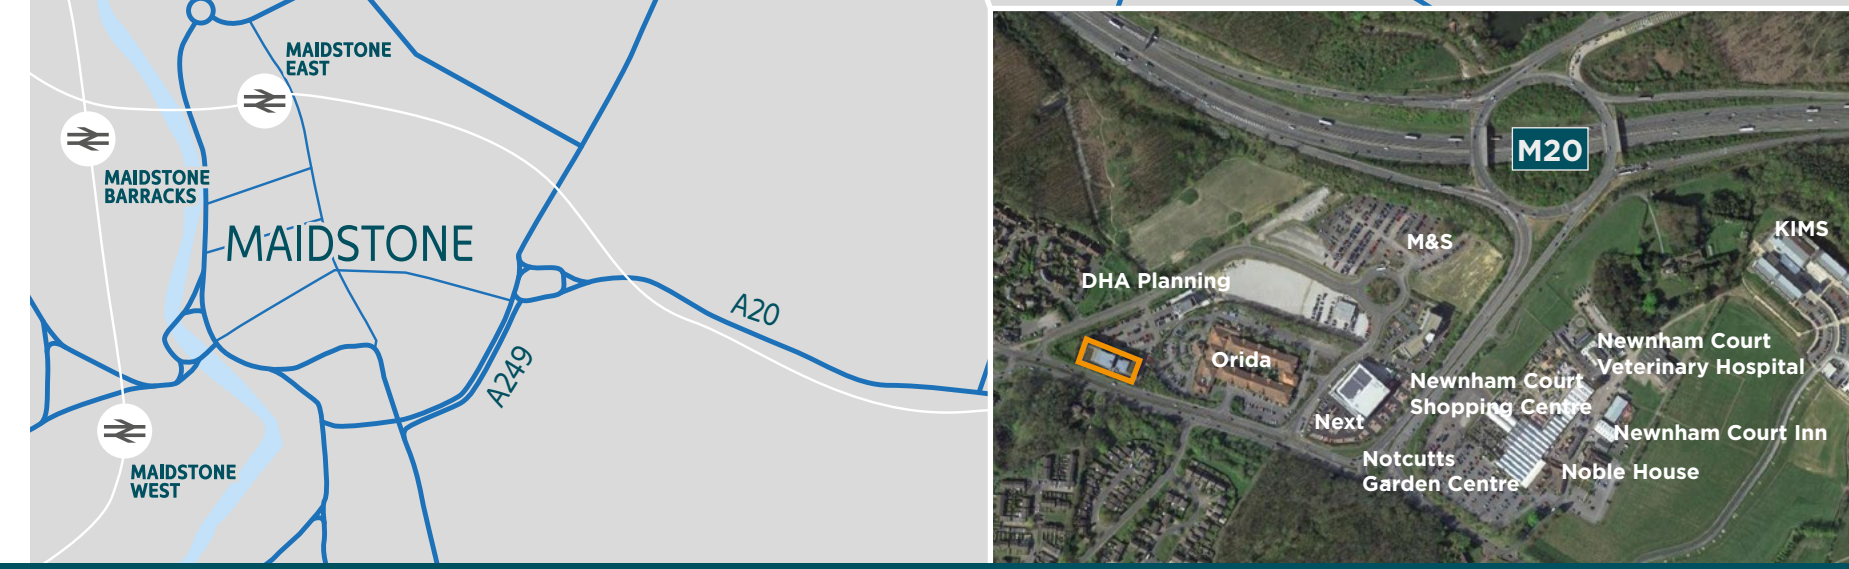 MAIDSTONE
EAST
MAIDSTONE
BARRACKS
MAIDSTONE
A20
A249
MAIDSTONE
WEST
M20
KIMS
M&S
DHA Planning
Newnham Court
Veterinary Hospital
Orida
Newnham Court
Shopping Centre
Next
Newnham Court Inn
Notcutts
Garden Centre
Noble House